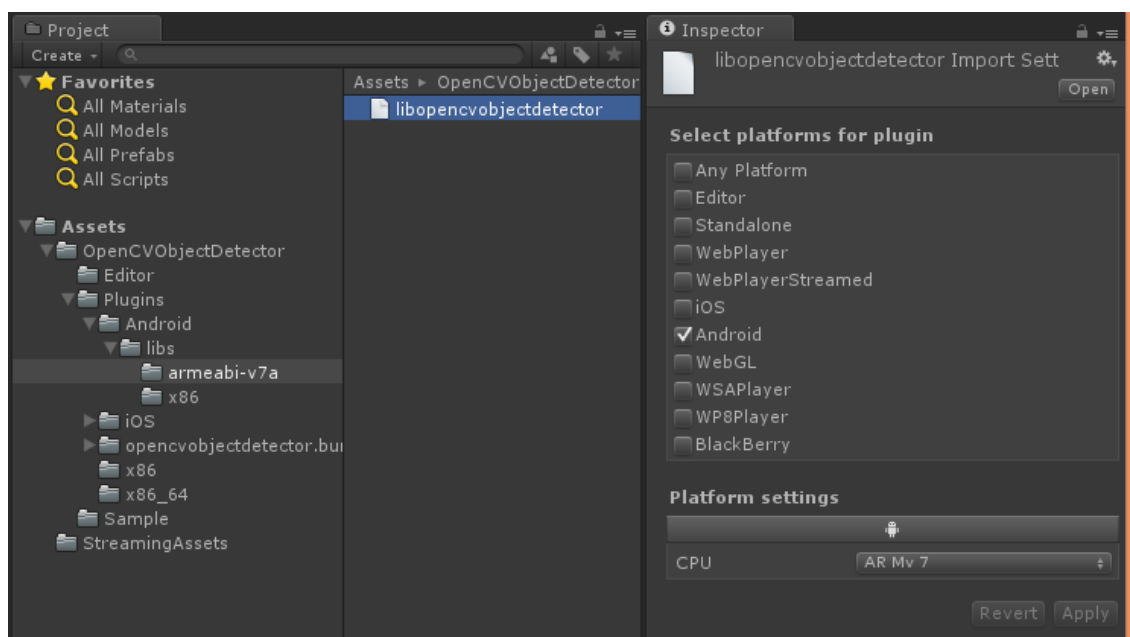 Project
Create
Favorites
All Materials
All Models
All Prefabs
All Scripts
Assets
OpenCVObjectDetector
Editor
Plugins
Android
libs
armeabi-v7a
x86
iOS
opencvobjectdetector.bu
x86
x86_64
Sample
StreamingAssets
Assets ▸ OpenCVObjectDetector
libopencvobjectdetector
Inspector
libopencvobjectdetector Import Sett
Open
Select platforms for plugin
Any Platform
Editor
Standalone
WebPlayer
WebPlayerStreamed
iOS
Android
WebGL
WSAPlayer
WP8Player
BlackBerry
Platform settings
CPU AR Mv 7
Revert Apply